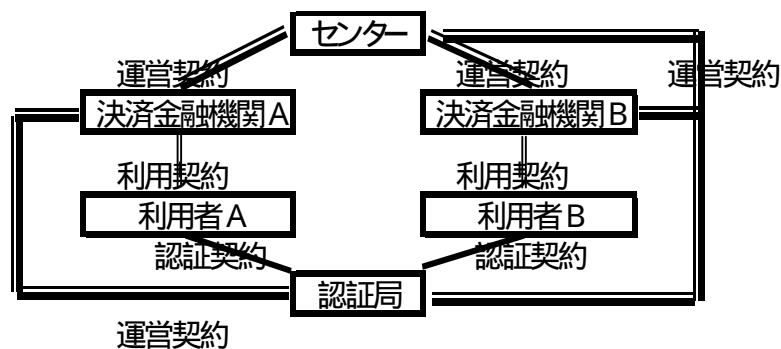 センター
運営契約 運営契約 運営契約
決済金融機関A 決済金融機関B
利用契約 利用契約
利用者A 利用者B
認証契約 認証契約
認証局
運営契約